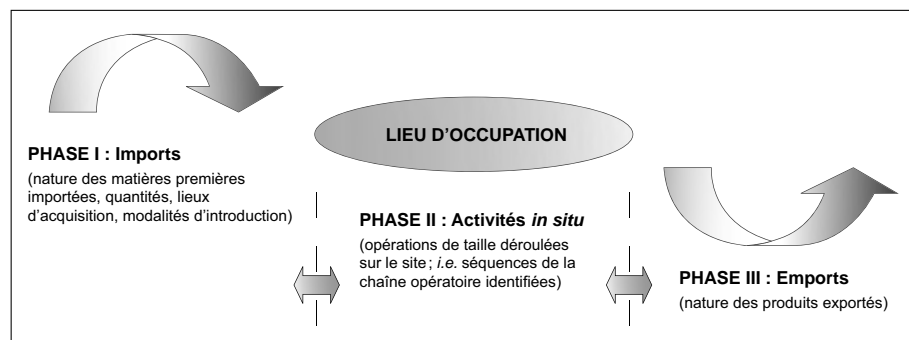 LIEU D'OCCUPATION
PHASE I : Imports
(nature des matières premières
importées, quantités, lieux
d'acquisition, modalités d'introduction)
PHASE II : Activités in situ
(opérations de taille déroulées
sur le site ; i.e. séquences de la
chaîne opératoire identifiées)
PHASE III : Emports
(nature des produits exportés)